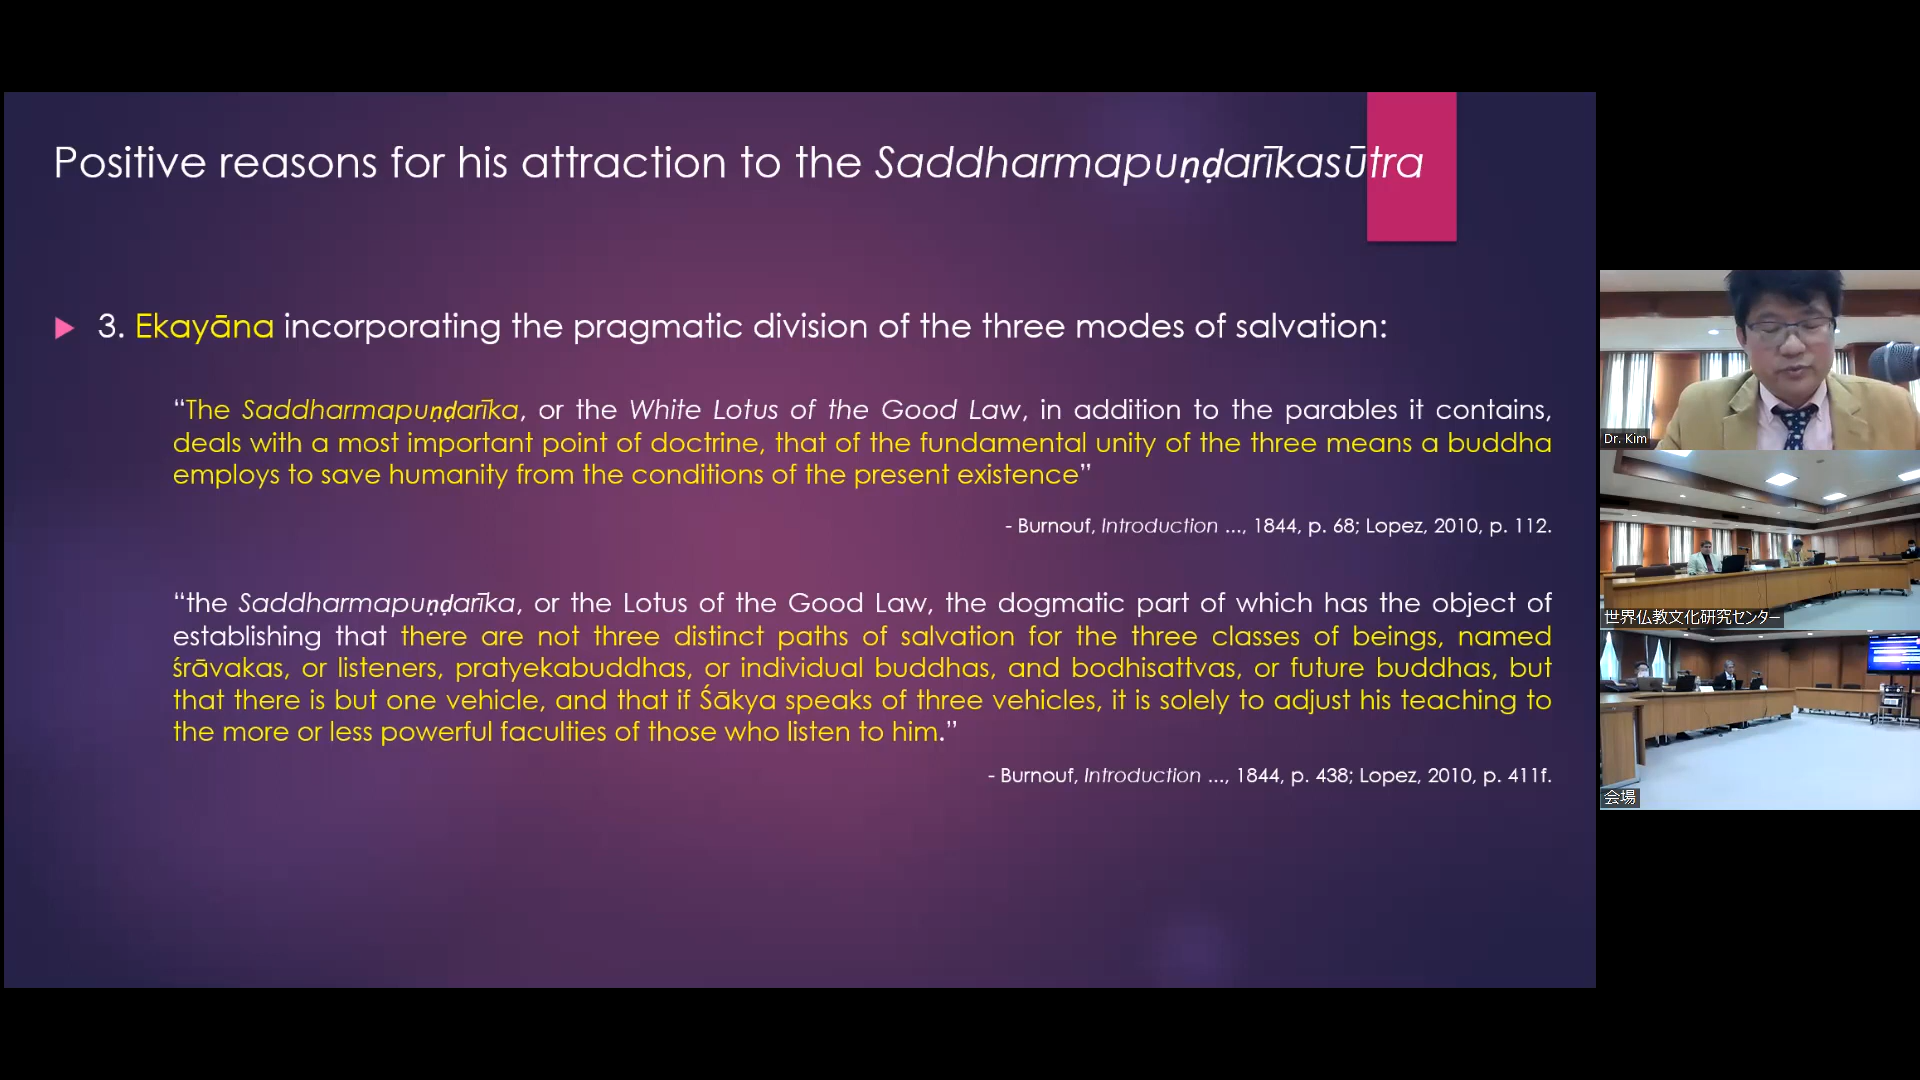 Positive reasons for his attraction to the Saddharmapuṇḍarīkasūtra
3. Ekayāna incorporating the pragmatic division of the three modes of salvation:
“The Saddharmapuṇḍarīka, or the White Lotus of the Good Law, in addition to the parables it contains,
deals with a most important point of doctrine, that of the fundamental unity of the three means a buddha
employs to save humanity from the conditions of the present existence”
- Burnouf, Introduction ..., 1844, p. 68; Lopez, 2010, p. 112.
“the Saddharmapuṇḍarīka, or the Lotus of the Good Law, the dogmatic part of which has the object of
establishing that there are not three distinct paths of salvation for the three classes of beings, named
śrāvakas, or listeners, pratyekabuddhas, or individual buddhas, and bodhisattvas, or future buddhas, but
that there is but one vehicle, and that if Śākya speaks of three vehicles, it is solely to adjust his teaching to
the more or less powerful faculties of those who listen to him.”
- Burnouf, Introduction ..., 1844, p. 438; Lopez, 2010, p. 411f.
Dr. Kim
世界仏教文化研究センター
会場